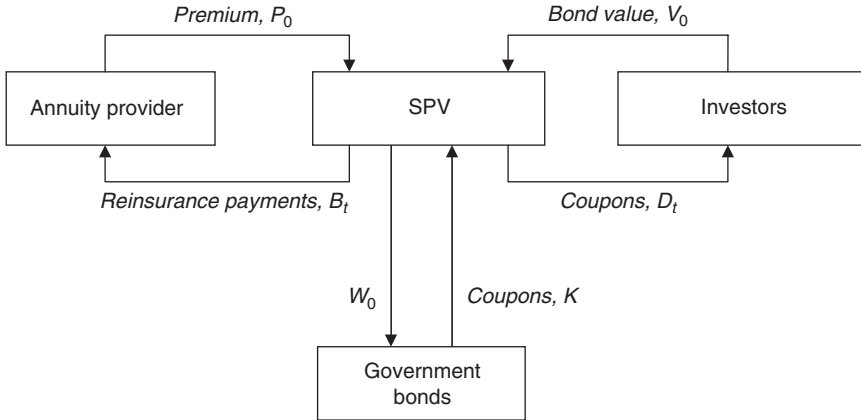 Premium, P0
Bond value, V0
Annuity provider
SPV
Investors
Reinsurance payments, Bt
Coupons, Dt
W0
Coupons, K
Government
bonds